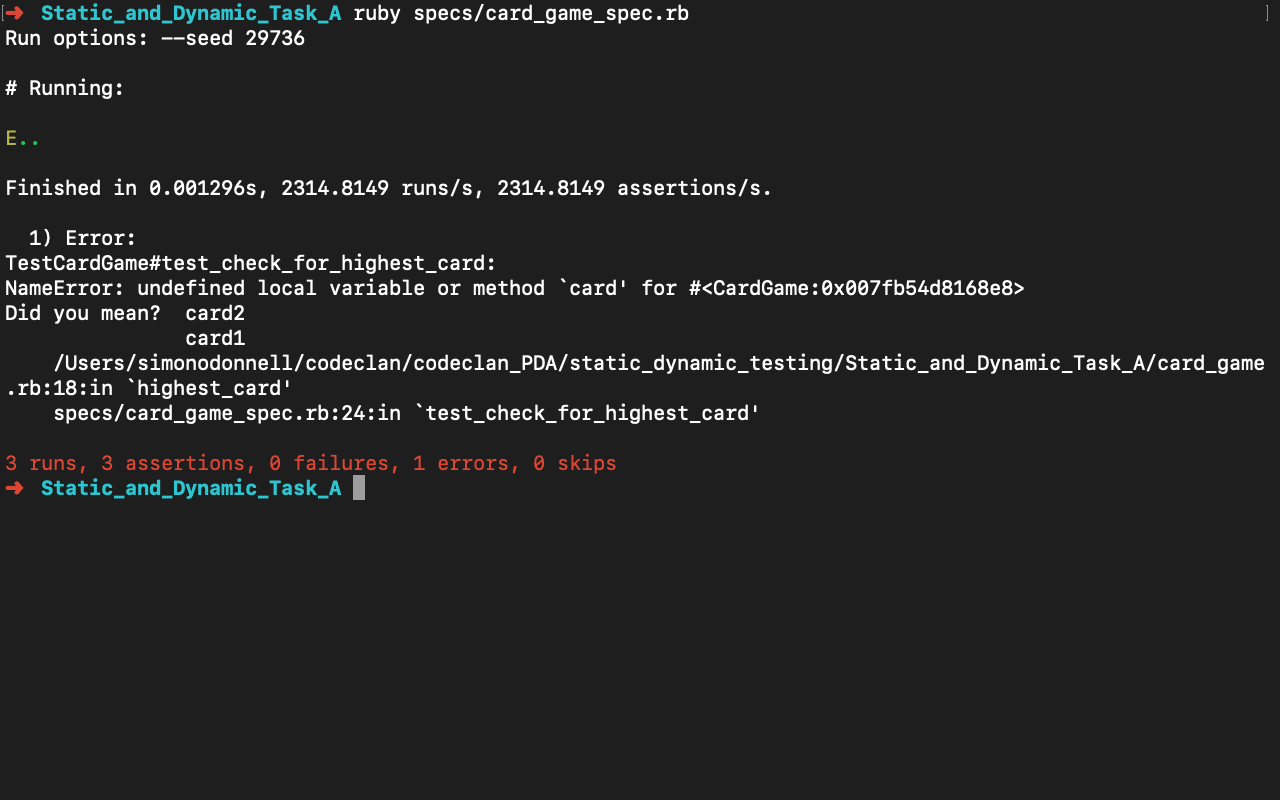 [➜  Static_and_Dynamic_Task_A ruby specs/card_game_spec.rb ]
Run options: --seed 29736
# Running:
E..
Finished in 0.001296s, 2314.8149 runs/s, 2314.8149 assertions/s.
  1) Error:
TestCardGame#test_check_for_highest_card:
NameError: undefined local variable or method `card' for #<CardGame:0x007fb54d8168e8>
Did you mean?  card2
               card1
    /Users/simonodonnell/codeclan/codeclan_PDA/static_dynamic_testing/Static_and_Dynamic_Task_A/card_game
.rb:18:in `highest_card'
    specs/card_game_spec.rb:24:in `test_check_for_highest_card'
3 runs, 3 assertions, 0 failures, 1 errors, 0 skips
➜  Static_and_Dynamic_Task_A